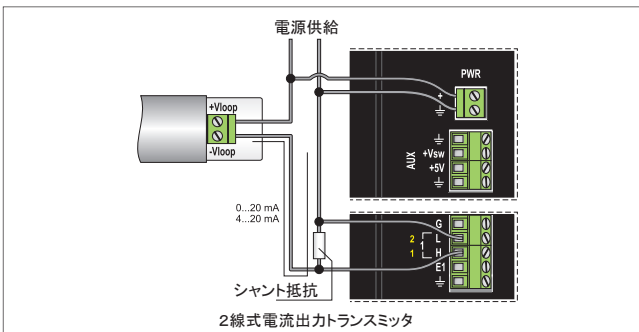 電源供給
PWR
+
⏚
+Vloop
-Vloop
AUX
⏚
+Vsw
+5V
⏚
0...20 mA
4...20 mA
G
2 L
1
1 H
E1
⏚
シャント抵抗
2線式電流出力トランスミッタ